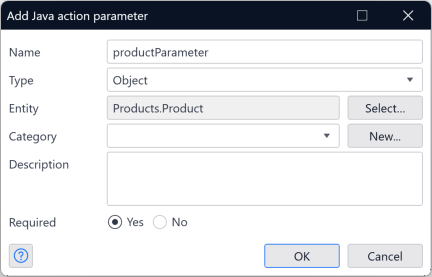 Add Java action parameter
Name productParameter
Type Object
Entity Products.Product Select...
Category New...
Description
Required Yes No
? OK Cancel